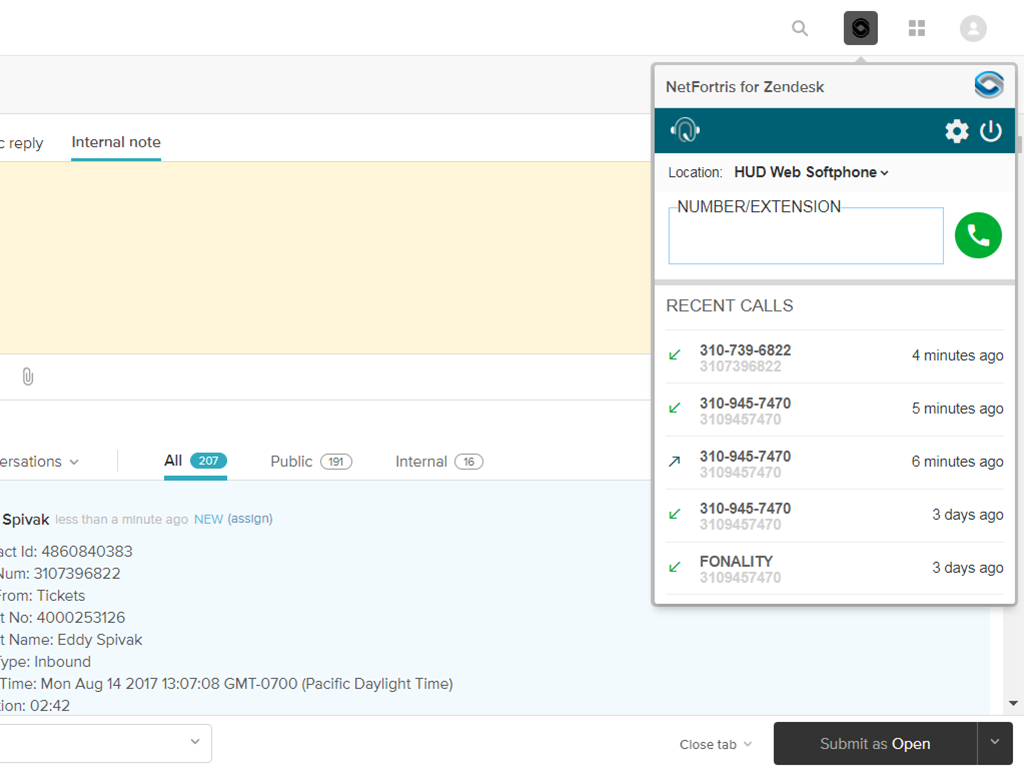 NetFortris for Zendesk
Location: HUD Web Softphone
NUMBER/EXTENSION
RECENT CALLS
310-739-6822
3107396822
4 minutes ago
310-945-7470
3109457470
5 minutes ago
310-945-7470
3109457470
6 minutes ago
310-945-7470
3109457470
3 days ago
FONALITY
3109457470
3 days ago
c reply
Internal note
ersations
All 207
Public 191
Internal 16
Spivak less than a minute ago NEW (assign)
act Id: 4860840383
Num: 3107396822
From: Tickets
t No: 4000253126
t Name: Eddy Spivak
Type: Inbound
Time: Mon Aug 14 2017 13:07:08 GMT-0700 (Pacific Daylight Time)
tion: 02:42
Close tab
Submit as Open